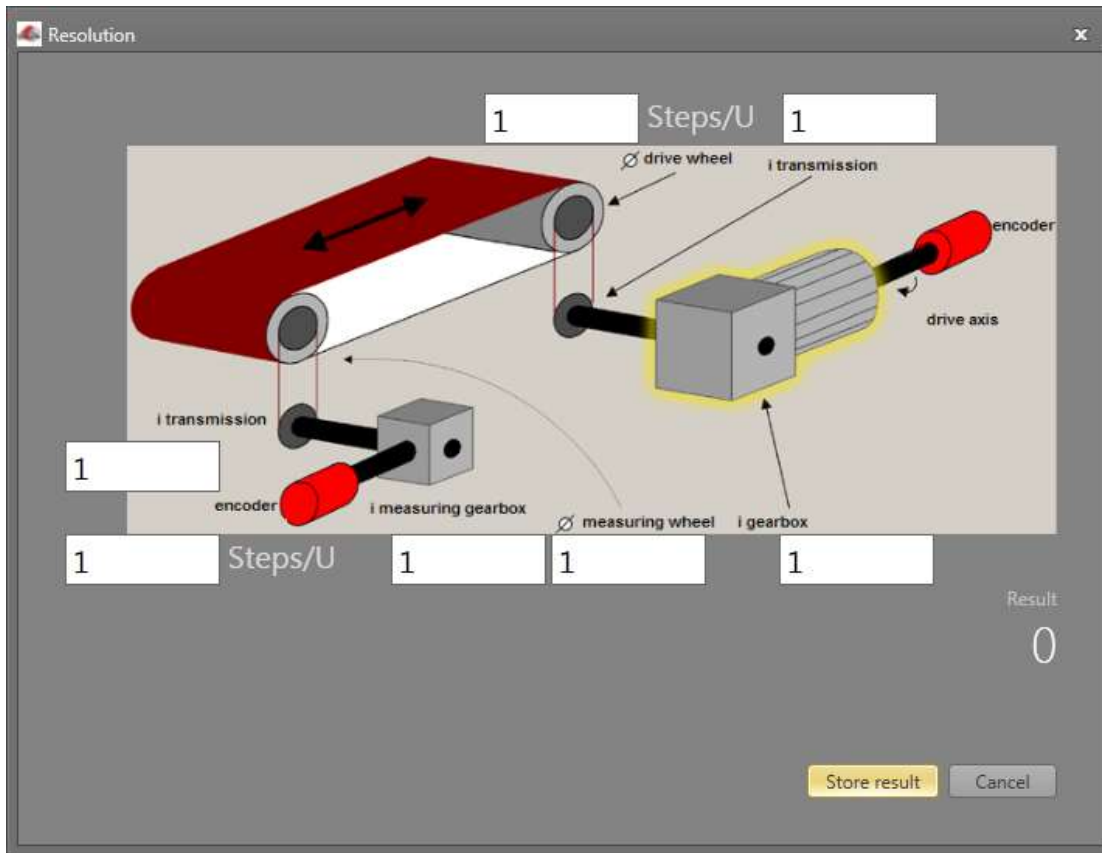 Resolution
x
1 Steps/U 1
Ø drive wheel
i transmission
encoder
drive axis
i transmission
1
encoder
i measuring gearbox
Ø measuring wheel
i gearbox
1 Steps/U 1 1 1
Result
0
Store result Cancel